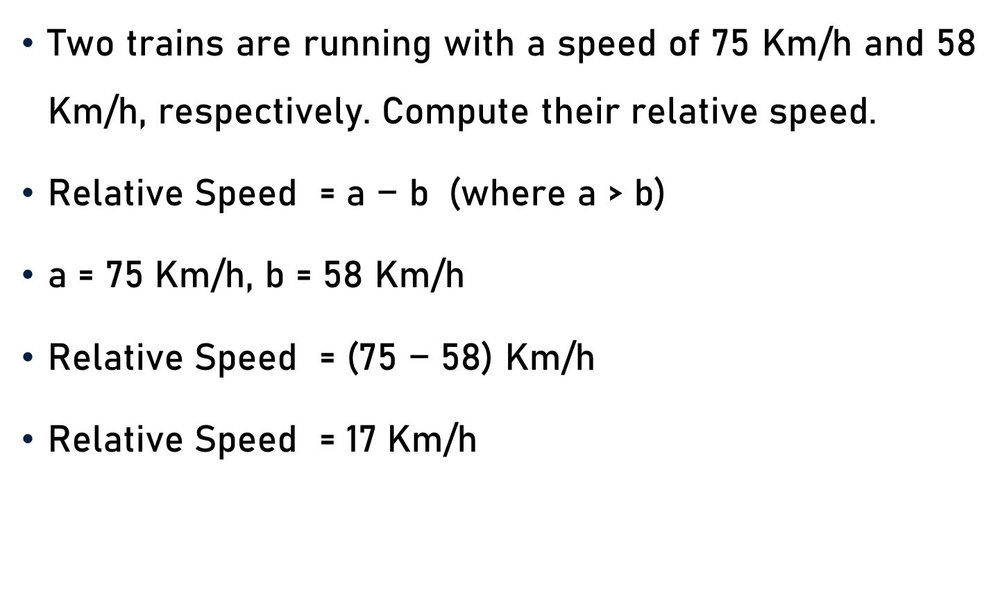 • Two trains are running with a speed of 75 Km/h and 58
Km/h, respectively. Compute their relative speed.
• Relative Speed  = a − b  (where a > b)
• a = 75 Km/h, b = 58 Km/h
• Relative Speed  = (75 − 58) Km/h
• Relative Speed  = 17 Km/h